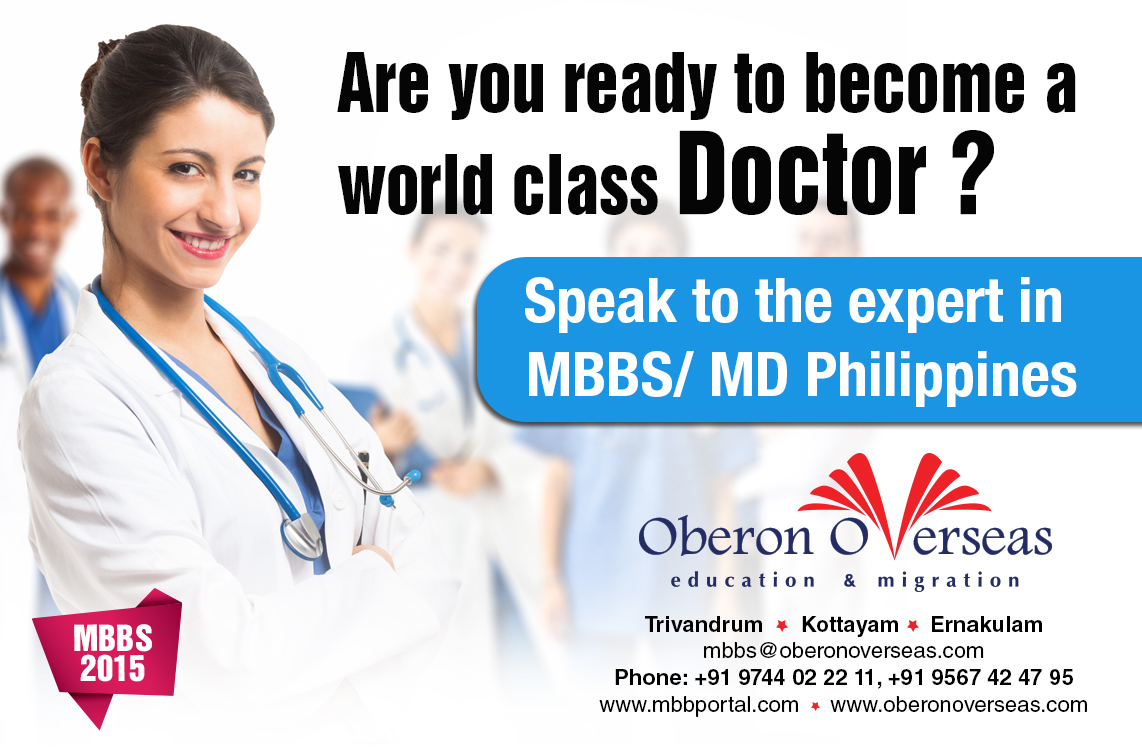 Are you ready to become a
world class Doctor ?
Speak to the expert in
MBBS/ MD Philippines
Oberon OVerseas
education & migration
MBBS
2015
Trivandrum ★ Kottayam ★ Ernakulam
mbbs@oberonoverseas.com
Phone: +91 9744 02 22 11, +91 9567 42 47 95
www.mbbportal.com ★ www.oberonoverseas.com